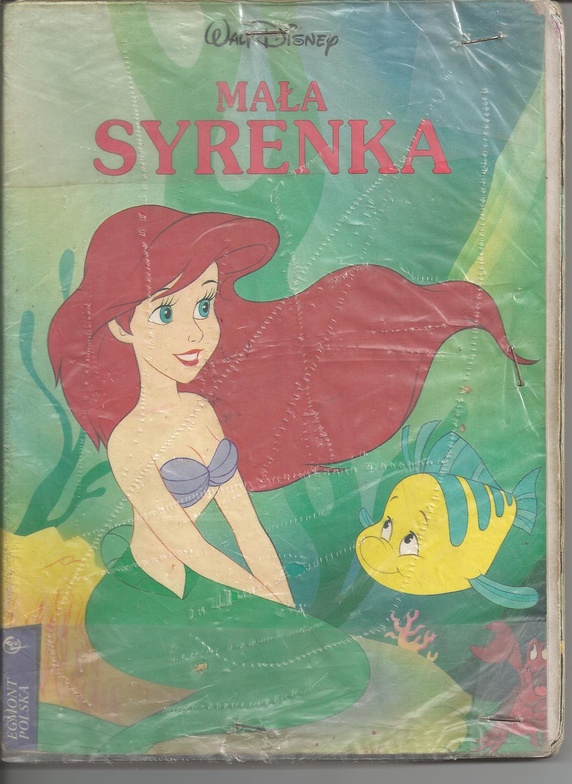 WALT DISNEY
MAŁA
SYRENKA
EGMONT
POLSKA